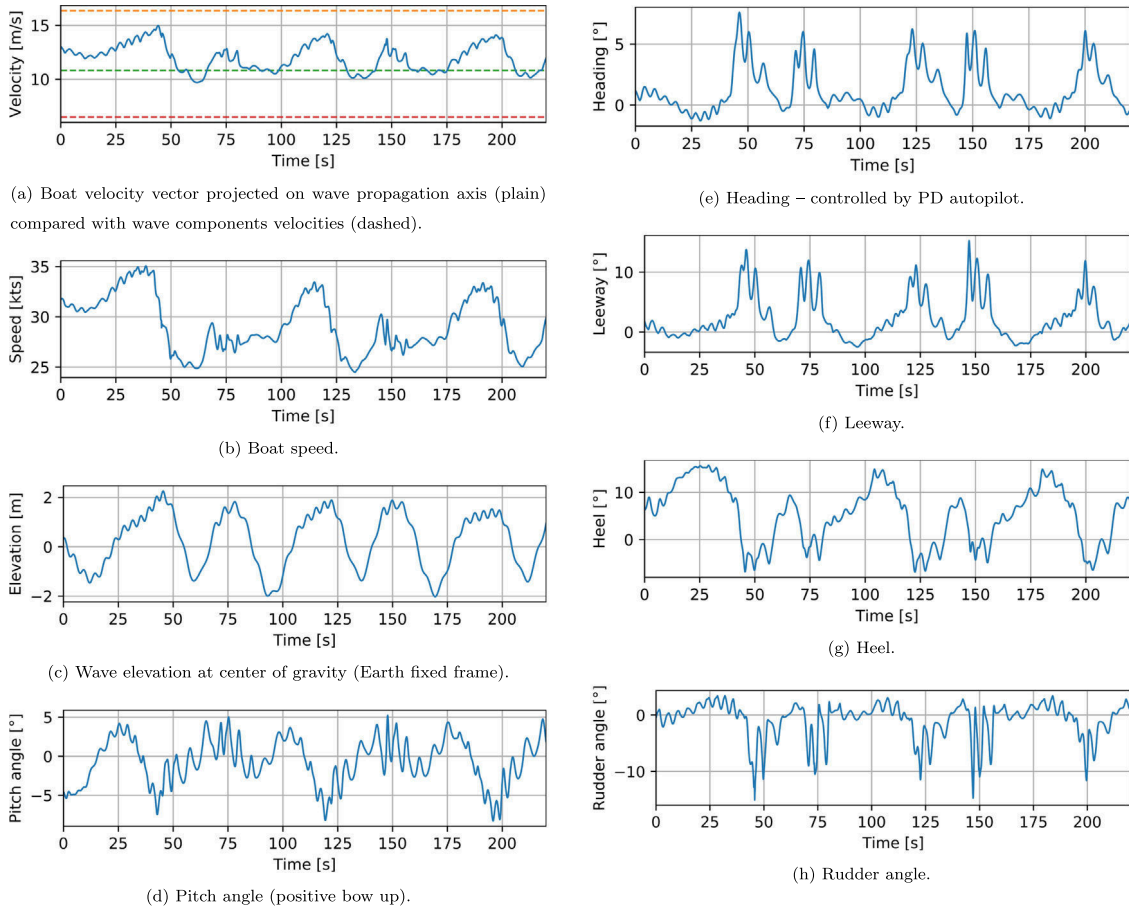 15
10
Velocity [m/s]
0 25 50 75 100 125 150 175 200
Time [s]
(a) Boat velocity vector projected on wave propagation axis (plain)
compared with wave components velocities (dashed).
35
30
25
Speed [kts]
0 25 50 75 100 125 150 175 200
Time [s]
(b) Boat speed.
2
0
−2
Elevation [m]
0 25 50 75 100 125 150 175 200
Time [s]
(c) Wave elevation at center of gravity (Earth fixed frame).
5
0
−5
Pitch angle [°]
0 25 50 75 100 125 150 175 200
Time [s]
(d) Pitch angle (positive bow up).
5
0
Heading [°]
0 25 50 75 100 125 150 175 200
Time [s]
(e) Heading – controlled by PD autopilot.
10
0
Leeway [°]
0 25 50 75 100 125 150 175 200
Time [s]
(f) Leeway.
10
0
Heel [°]
0 25 50 75 100 125 150 175 200
Time [s]
(g) Heel.
0
−10
Rudder angle [°]
0 25 50 75 100 125 150 175 200
Time [s]
(h) Rudder angle.